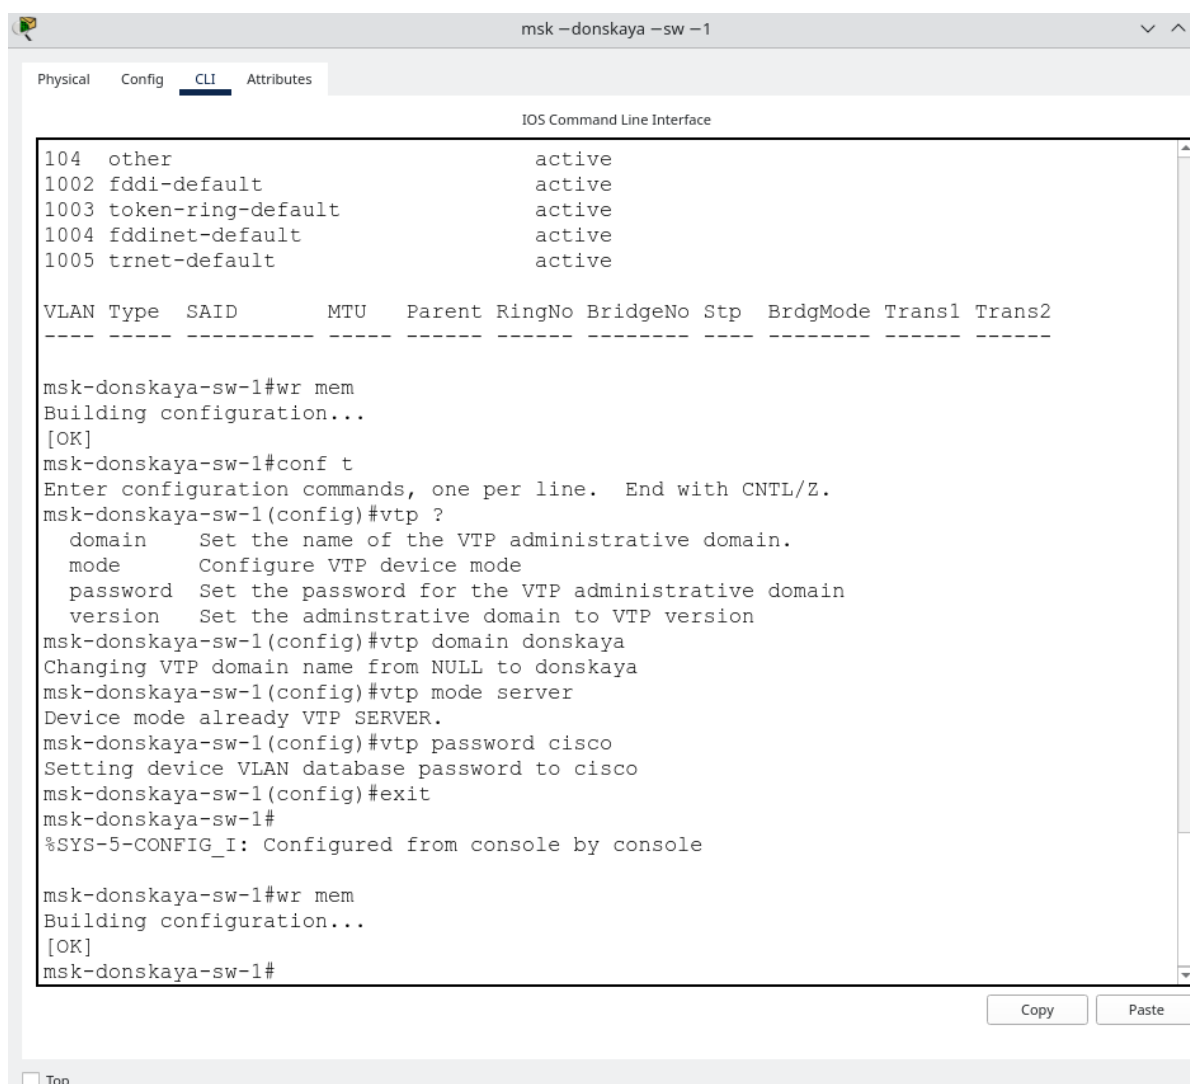 msk —donskaya —sw —1
Physical Config CLI Attributes
IOS Command Line Interface
104  other                            active
1002 fddi-default                     active
1003 token-ring-default               active
1004 fddinet-default                  active
1005 trnet-default                    active
VLAN Type  SAID       MTU   Parent RingNo BridgeNo Stp  BrdgMode Trans1 Trans2
---- ----- ---------- ----- ------ ------ -------- ---- -------- ------ ------
msk-donskaya-sw-1#wr mem
Building configuration...
[OK]
msk-donskaya-sw-1#conf t
Enter configuration commands, one per line.  End with CNTL/Z.
msk-donskaya-sw-1(config)#vtp ?
  domain    Set the name of the VTP administrative domain.
  mode      Configure VTP device mode
  password  Set the password for the VTP administrative domain
  version   Set the adminstrative domain to VTP version
msk-donskaya-sw-1(config)#vtp domain donskaya
Changing VTP domain name from NULL to donskaya
msk-donskaya-sw-1(config)#vtp mode server
Device mode already VTP SERVER.
msk-donskaya-sw-1(config)#vtp password cisco
Setting device VLAN database password to cisco
msk-donskaya-sw-1(config)#exit
msk-donskaya-sw-1#
%SYS-5-CONFIG_I: Configured from console by console
msk-donskaya-sw-1#wr mem
Building configuration...
[OK]
msk-donskaya-sw-1#
Copy Paste
Top